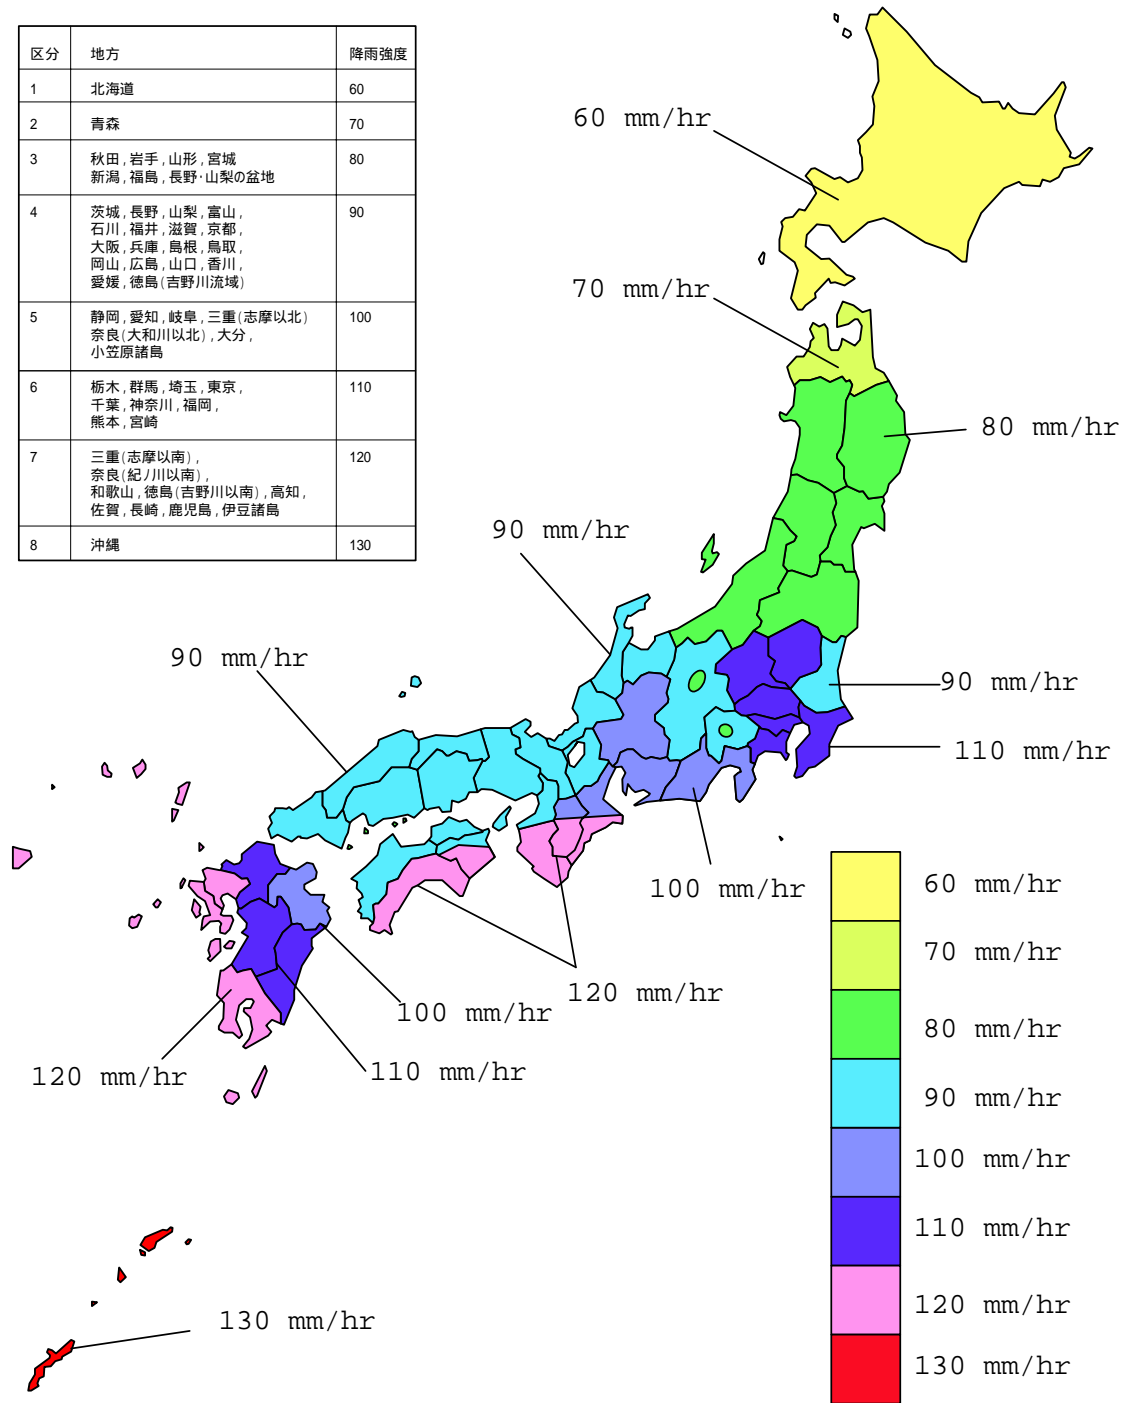 区分 地方 降雨強度
1 北海道 60
2 青森 70
3 秋田,岩手,山形,宮城 80
新潟,福島,長野・山梨の盆地
4 茨城,長野,山梨,富山, 90
石川,福井,滋賀,京都,
大阪,兵庫,島根,鳥取,
岡山,広島,山口,香川,
愛媛,徳島(吉野川流域)
5 静岡,愛知,岐阜,三重(志摩以北) 100
奈良(大和川以北),大分,
小笠原諸島
6 栃木,群馬,埼玉,東京, 110
千葉,神奈川,福岡,
熊本,宮崎
7 三重(志摩以南), 120
奈良(紀ノ川以南),
和歌山,徳島(吉野川以南),高知,
佐賀,長崎,鹿児島,伊豆諸島
8 沖縄 130
60 mm/hr
70 mm/hr
80 mm/hr
90 mm/hr
90 mm/hr
90 mm/hr
110 mm/hr
100 mm/hr
120 mm/hr
100 mm/hr
110 mm/hr
120 mm/hr
130 mm/hr
60 mm/hr
70 mm/hr
80 mm/hr
90 mm/hr
100 mm/hr
110 mm/hr
120 mm/hr
130 mm/hr